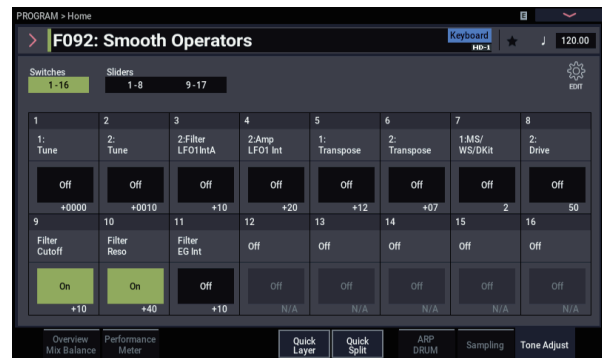 PROGRAM > Home
F092: Smooth Operators
Keyboard
HD-1
♩ 120.00
Switches
1-16
Sliders
1-8 9-17
EDIT
1 2 3 4 5 6 7 8
1: Tune
2: Tune
2:Filter LFO1IntA
2:Amp LFO1 Int
1: Transpose
2: Transpose
1:MS/ WS/DKit
2: Drive
Off Off Off Off Off Off Off Off
+0000 +0010 +10 +20 +12 +07 2 50
9 10 11 12 13 14 15 16
Filter Cutoff
Filter Reso
Filter EG Int
Off Off Off Off Off
On On Off Off Off Off Off Off
+10 +40 +10 N/A N/A N/A N/A N/A
Overview Mix Balance
Performance Meter
Quick Layer
Quick Split
ARP DRUM
Sampling
Tone Adjust